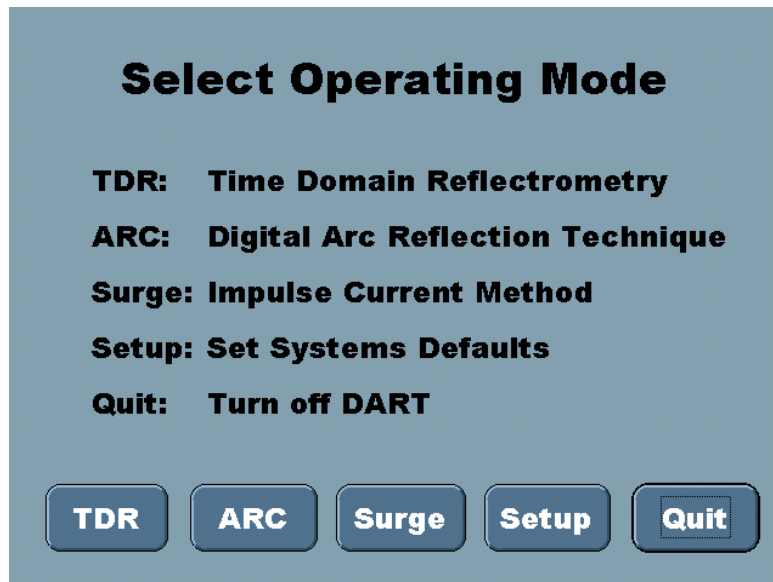 Select Operating Mode
TDR: Time Domain Reflectrometry
ARC: Digital Arc Reflection Technique
Surge: Impulse Current Method
Setup: Set Systems Defaults
Quit: Turn off DART
TDR ARC Surge Setup Quit